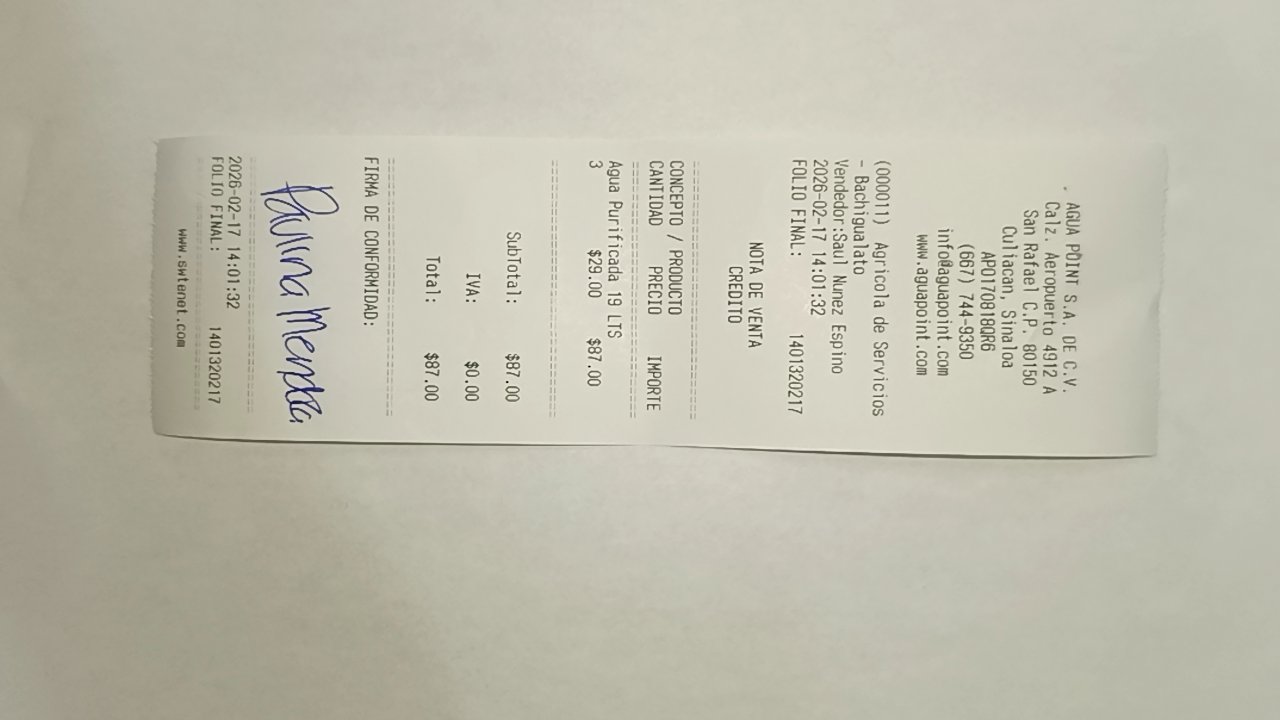 . AGUA POINT S.A. DE C.V.
Calz. Aeropuerto 4912 A
San Rafael C.P. 80150
Culiacan, Sinaloa
APO170818QR6
(667) 744-9350
info@aguapoint.com
www.aguapoint.com
(000011) Agricola de Servicios
- Bachigualato
Vendedor:Saul Nunez Espino
2026-02-17 14:01:32
FOLIO FINAL: 1401320217
NOTA DE VENTA
CREDITO
CONCEPTO / PRODUCTO
CANTIDAD PRECIO IMPORTE
Agua Purificada 19 LTS
3 $29.00 $87.00
SubTotal: $87.00
IVA: $0.00
Total: $87.00
FIRMA DE CONFORMIDAD:
Paulina Mendoza
2026-02-17 14:01:32
FOLIO FINAL: 1401320217
www.swtenet.com